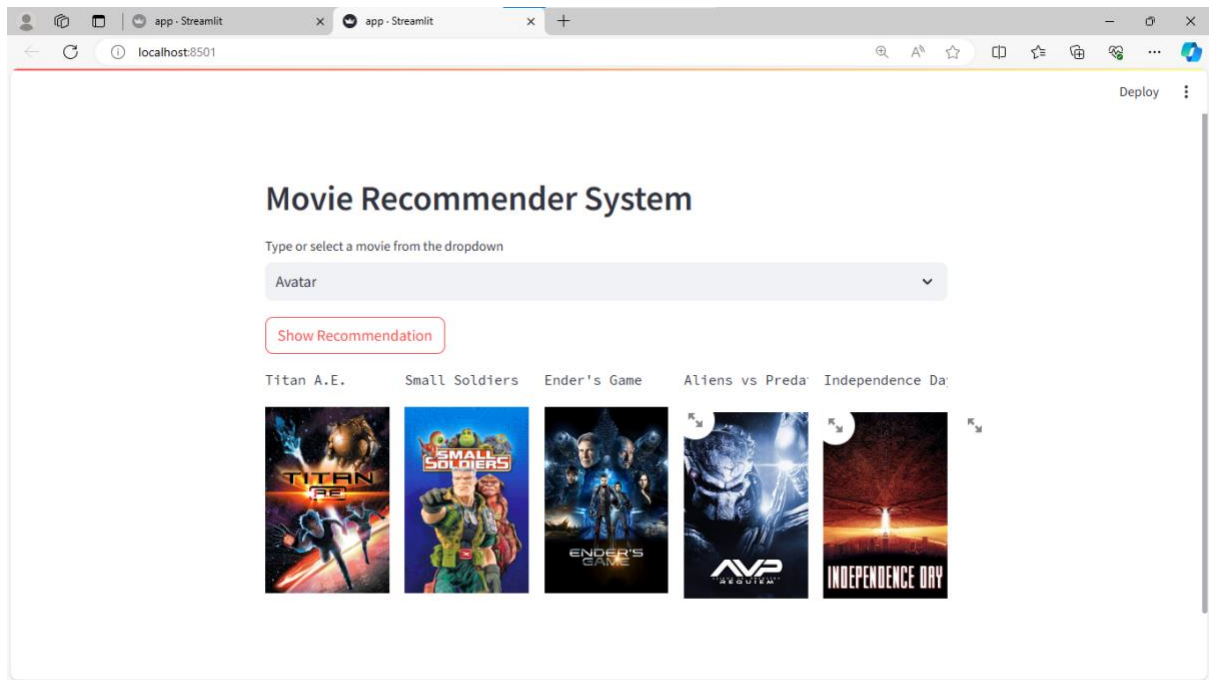 app · Streamlit
app · Streamlit
localhost:8501
Deploy
Movie Recommender System
Type or select a movie from the dropdown
Avatar
Show Recommendation
Titan A.E. Small Soldiers Ender's Game Aliens vs Preda Independence Da
TITAN
AE
SMALL
SOLDIERS
ENDER'S
GAME
AVP
REQUIEM
INDEPENDENCE DAY